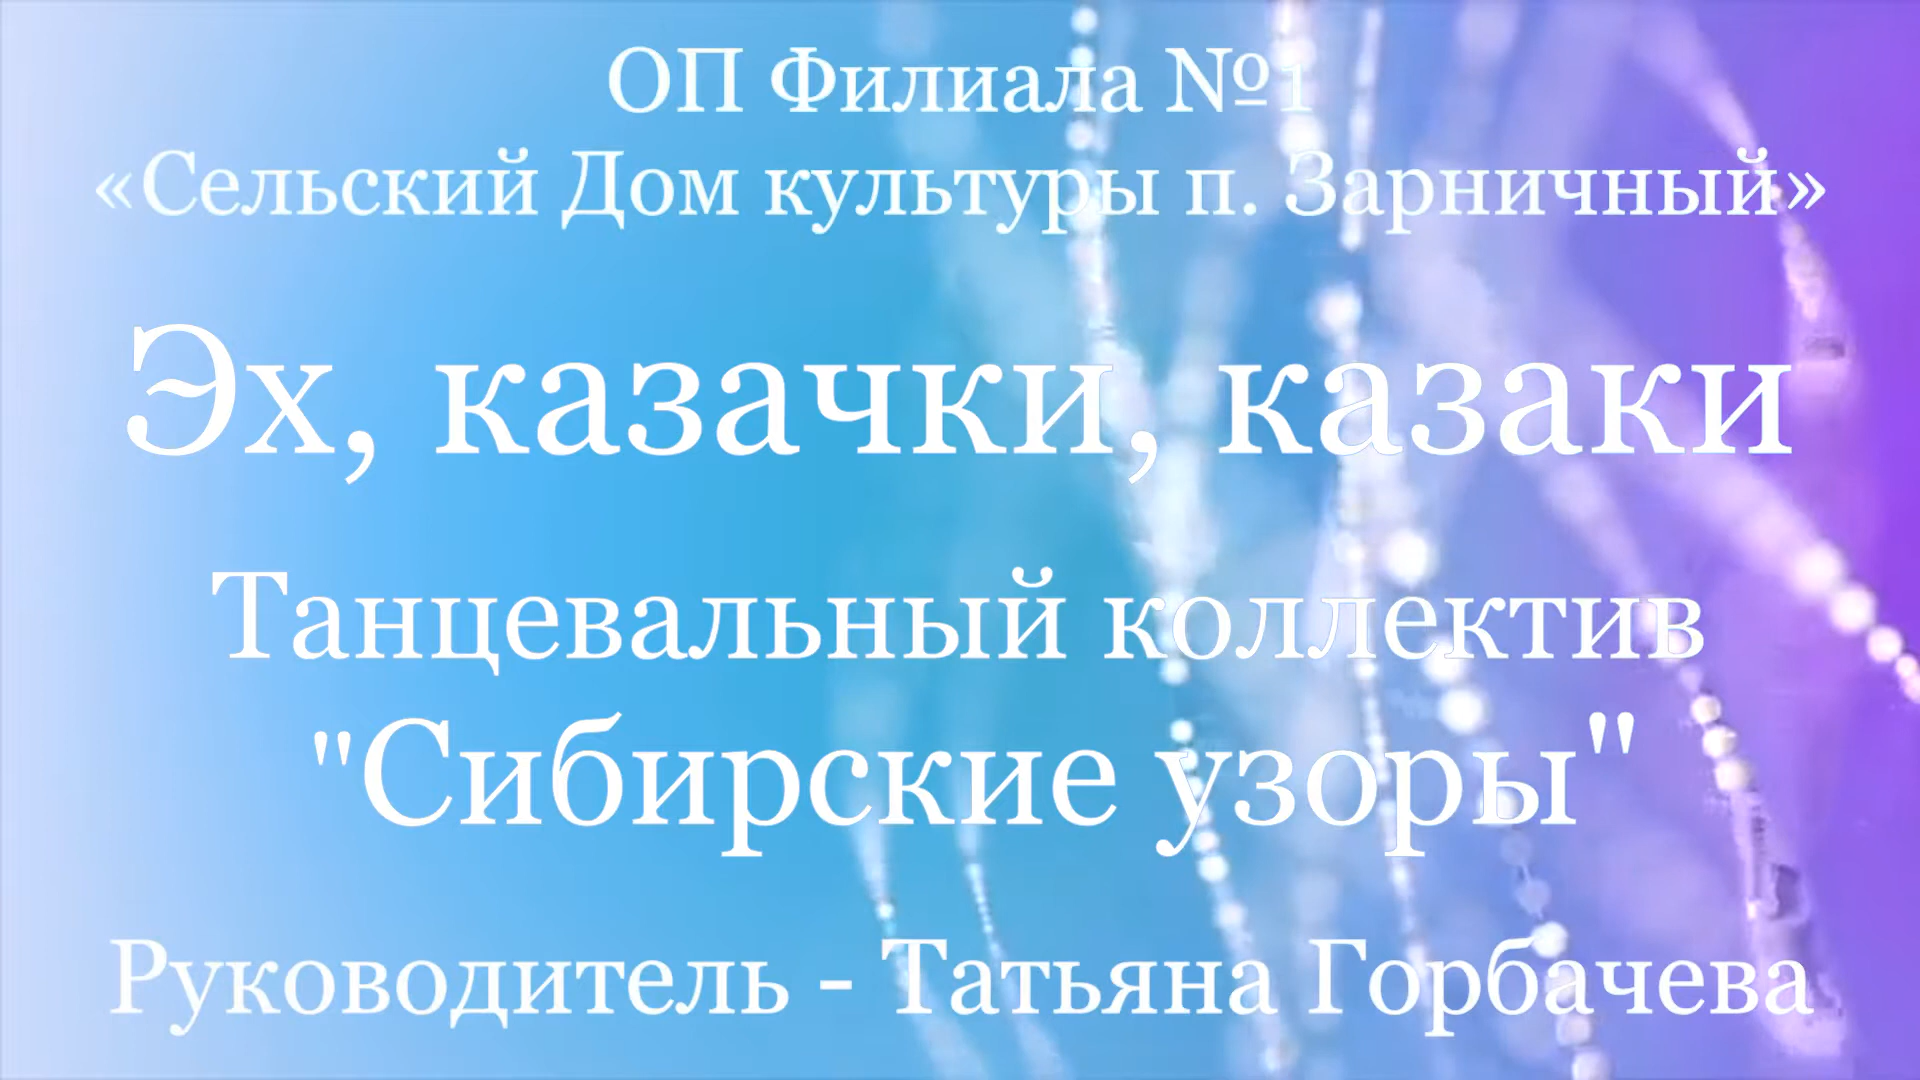 ОП Филиала №1
«Сельский Дом культуры п. Зарничный»
Эх, казачки, казаки
Танцевальный коллектив
"Сибирские узоры"
Руководитель - Татьяна Горбачева